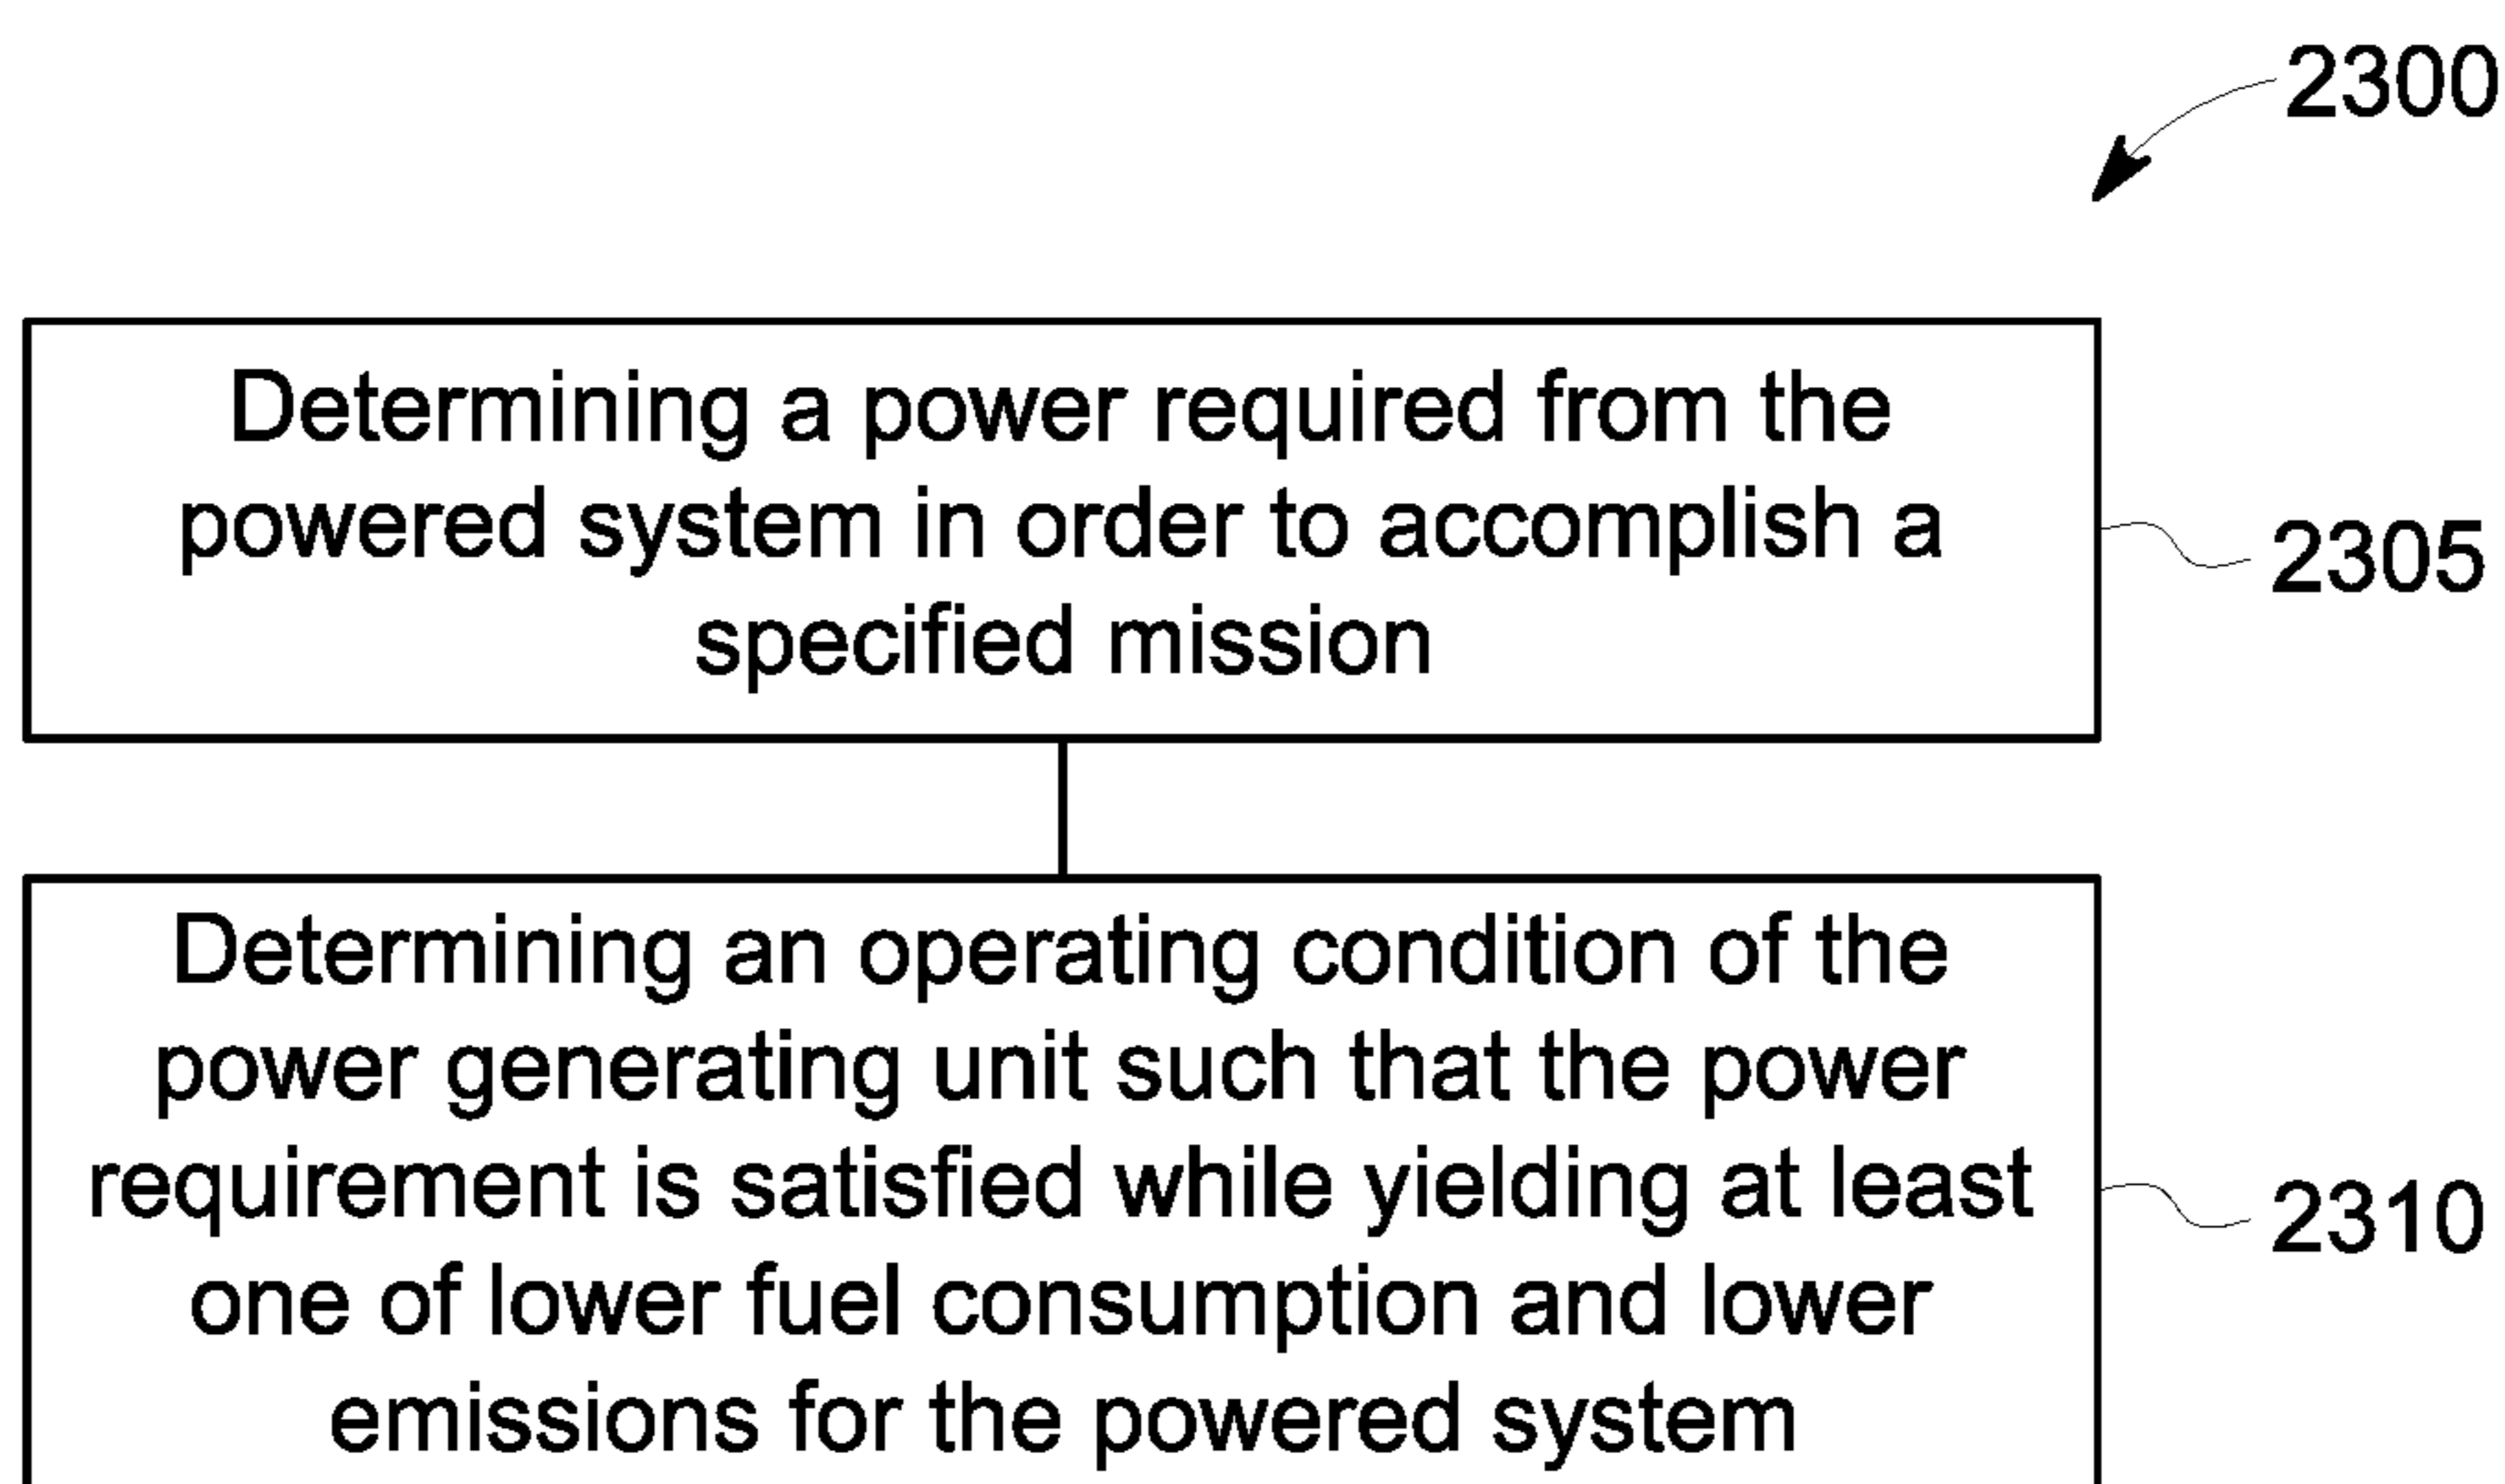 2300
Determining a power required from the
powered system in order to accomplish a
specified mission
2305
Determining an operating condition of the
power generating unit such that the power
requirement is satisfied while yielding at least
one of lower fuel consumption and lower
emissions for the powered system
2310